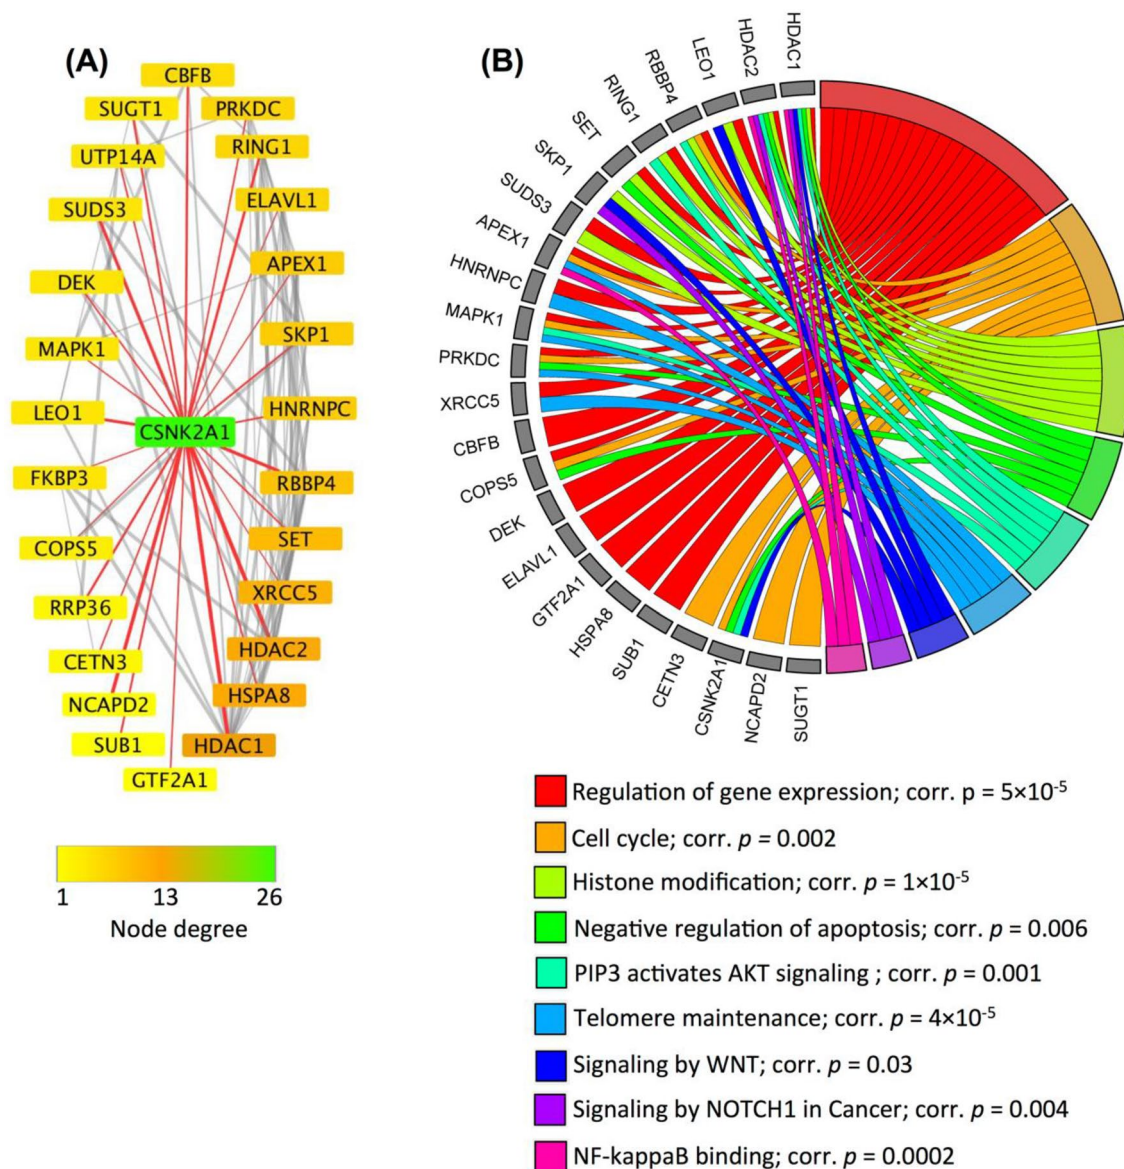 (A)
CBFB
SUGT1
PRKDC
UTP14A
RING1
SUDS3
ELAVL1
APEX1
DEK
SKP1
MAPK1
LEO1
HNRNPC
CSNK2A1
FKBP3
RBBP4
COPS5
SET
RRP36
XRCC5
CETN3
HDAC2
NCAPD2
HSPA8
SUB1
HDAC1
GTF2A1
1
13
26
Node degree
(B)
HDAC1
HDAC2
LEO1
RBBP4
RING1
SET
SKP1
SUDS3
APEX1
HNRNPC
MAPK1
PRKDC
XRCC5
CBFB
COPS5
DEK
ELAVL1
GTF2A1
HSPA8
SUB1
CETN3
CSNK2A1
NCAPD2
SUGT1
Regulation of gene expression; corr. p = 5×10⁻⁵
Cell cycle; corr. p = 0.002
Histone modification; corr. p = 1×10⁻⁵
Negative regulation of apoptosis; corr. p = 0.006
PIP3 activates AKT signaling ; corr. p = 0.001
Telomere maintenance; corr. p = 4×10⁻⁵
Signaling by WNT; corr. p = 0.03
Signaling by NOTCH1 in Cancer; corr. p = 0.004
NF-kappaB binding; corr. p = 0.0002